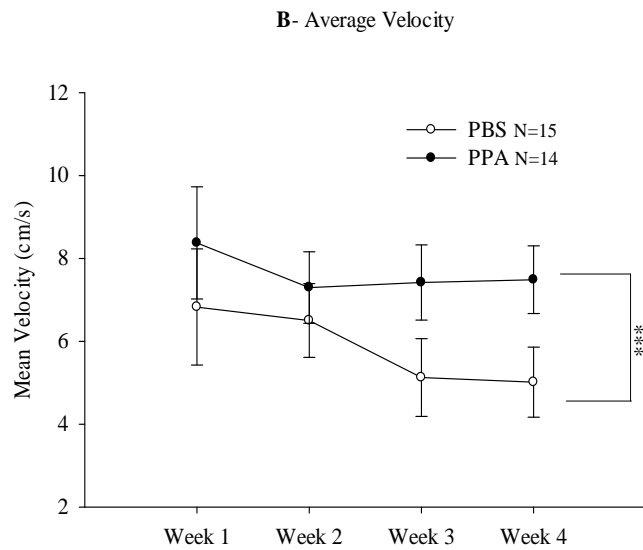 B- Average Velocity
12
10
8
6
4
2
Mean Velocity (cm/s)
PBS N=15
PPA N=14
***
Week 1 Week 2 Week 3 Week 4